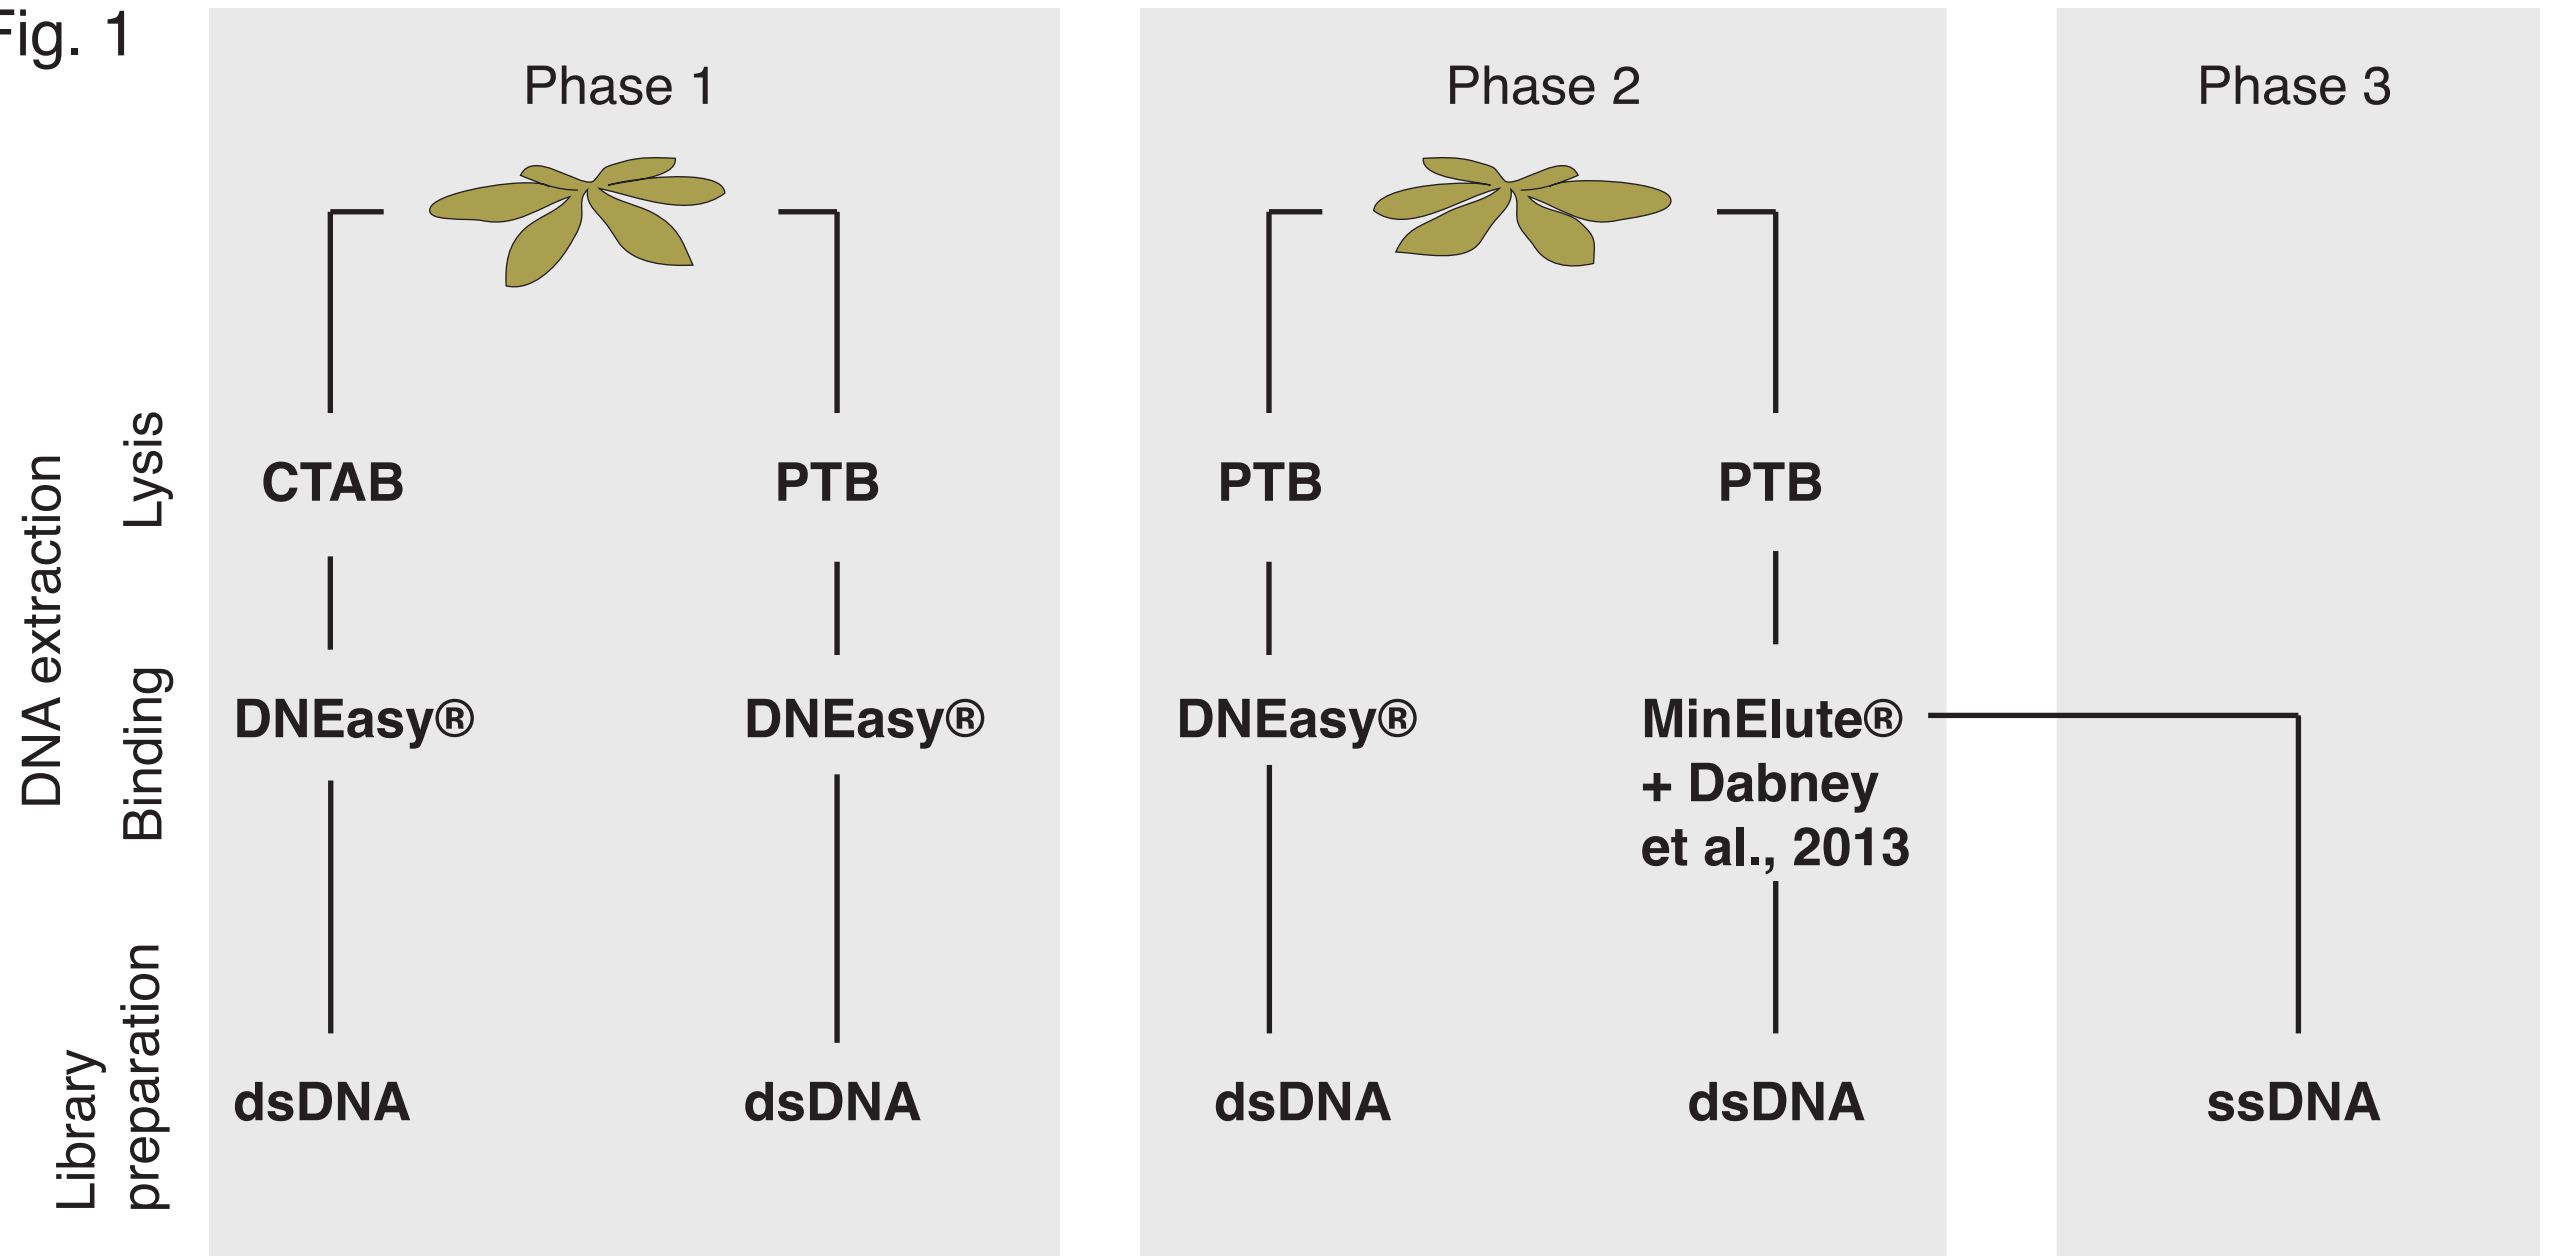 Fig. 1
Phase 1
Phase 2
Phase 3
DNA extraction
Lysis
CTAB
PTB
PTB
PTB
Binding
DNEasy®
DNEasy®
DNEasy®
MinElute®
+ Dabney
et al., 2013
Library
preparation
dsDNA
dsDNA
dsDNA
dsDNA
ssDNA